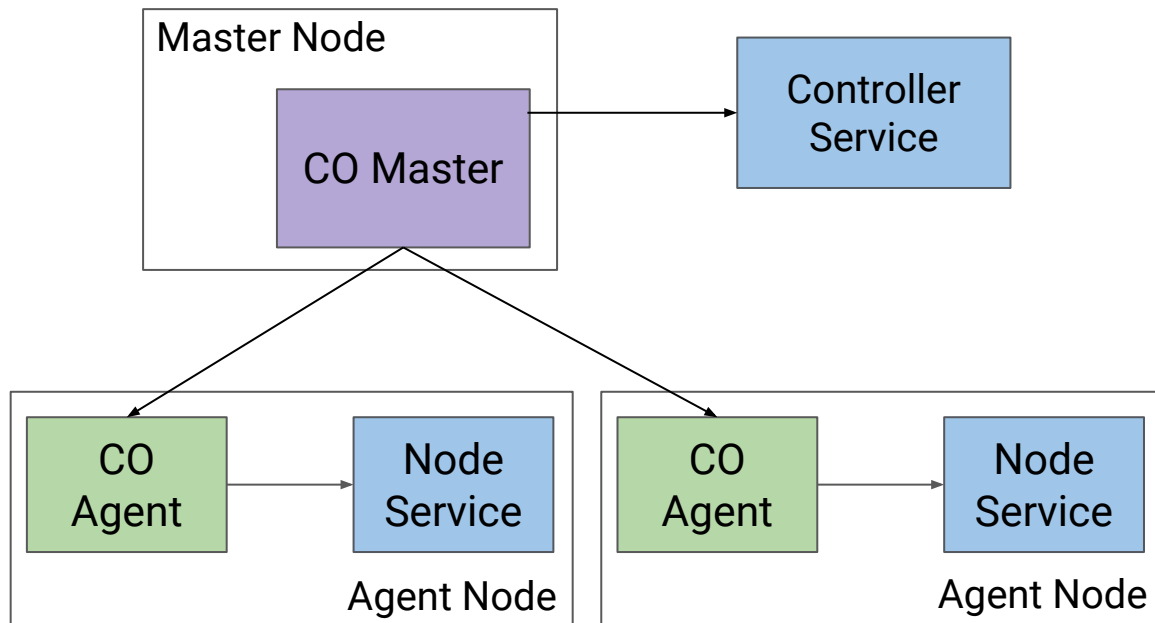 Master Node
CO Master
Controller
Service
CO
Agent
Node
Service
Agent Node
CO
Agent
Node
Service
Agent Node